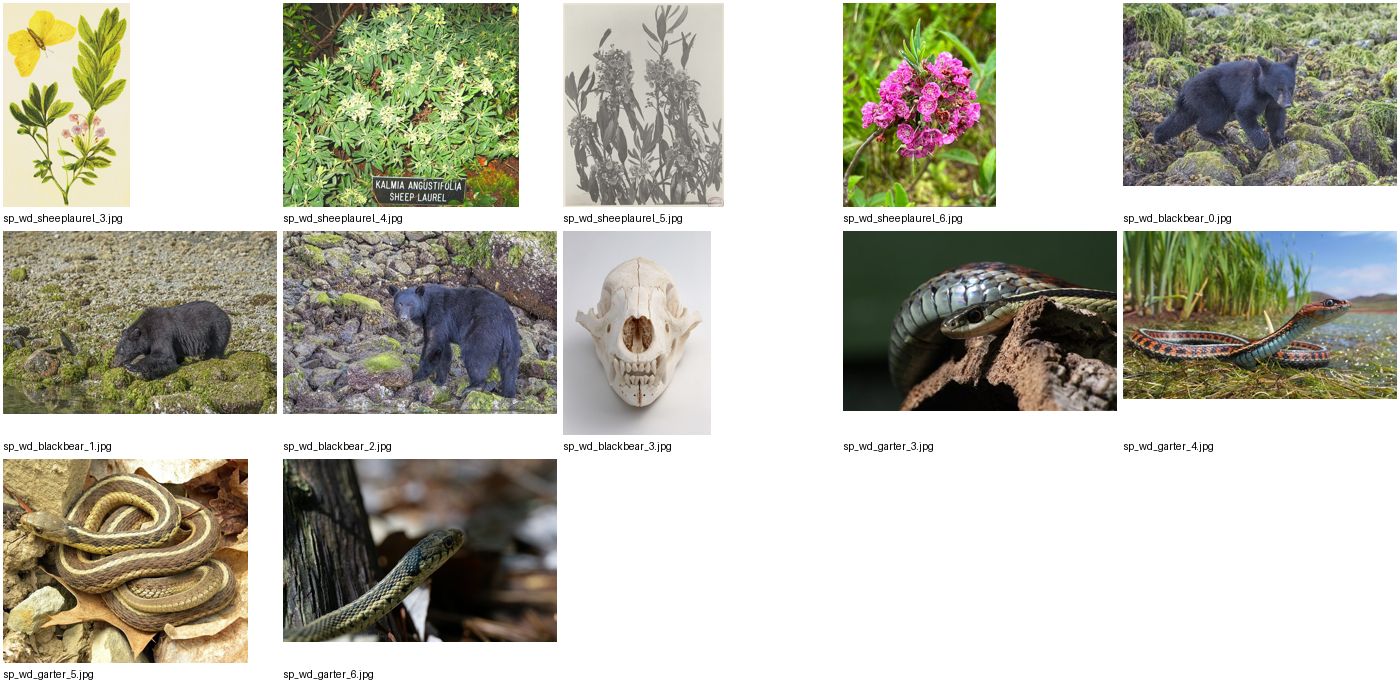 KALMIA ANGUSTIFOLIA
SHEEP LAUREL
sp_wd_sheeplaurel_3.jpg
sp_wd_sheeplaurel_4.jpg
sp_wd_sheeplaurel_5.jpg
sp_wd_sheeplaurel_6.jpg
sp_wd_blackbear_0.jpg
sp_wd_blackbear_1.jpg
sp_wd_blackbear_2.jpg
sp_wd_blackbear_3.jpg
sp_wd_garter_3.jpg
sp_wd_garter_4.jpg
sp_wd_garter_5.jpg
sp_wd_garter_6.jpg